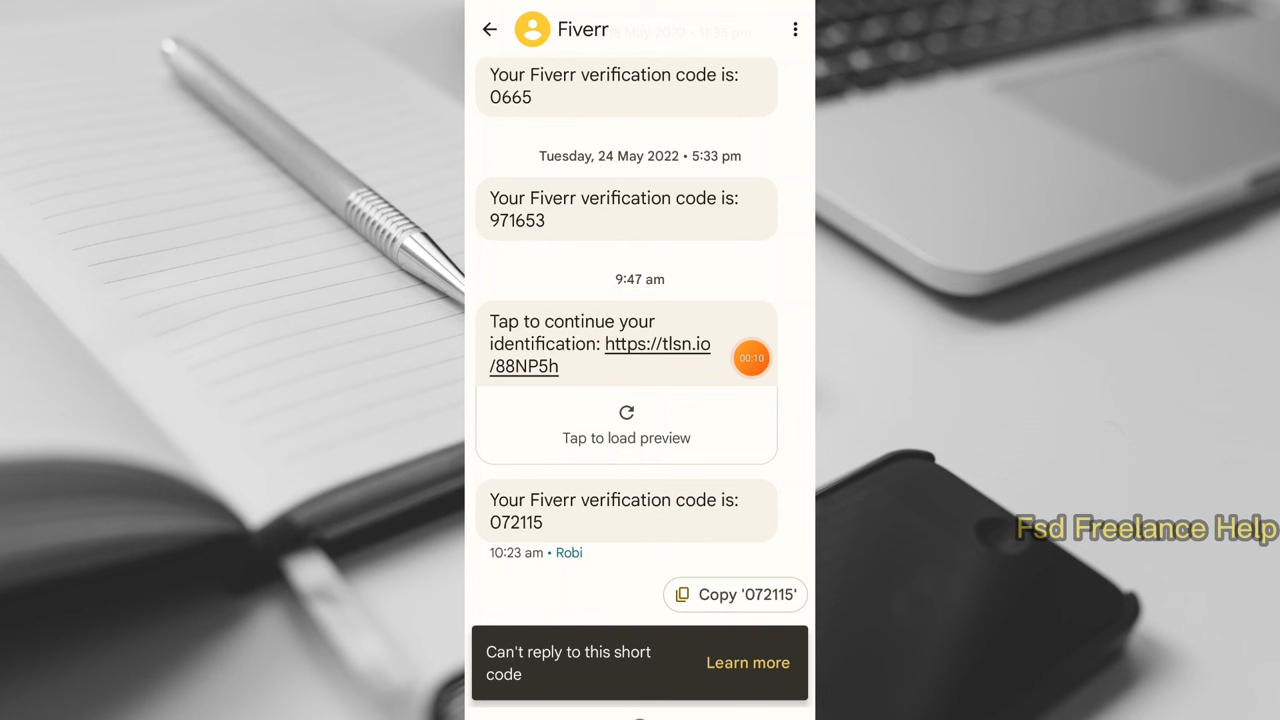 Fiverr
Your Fiverr verification code is:
0665
Tuesday, 24 May 2022 • 5:33 pm
Your Fiverr verification code is:
971653
9:47 am
Tap to continue your
identification: https://tlsn.io
/88NP5h
00:10
Tap to load preview
Your Fiverr verification code is:
072115
10:23 am • Robi
Copy '072115'
Can't reply to this short
code
Learn more
Fsd Freelance Help